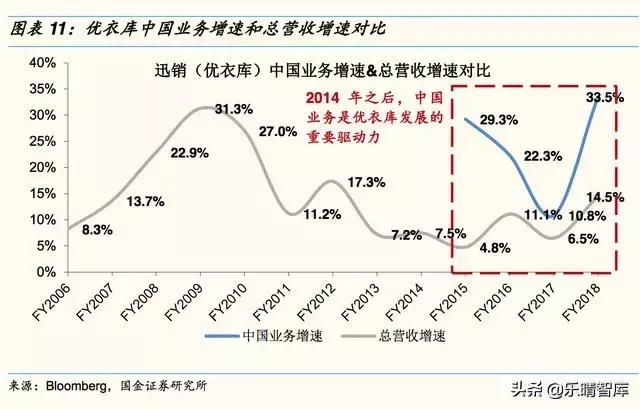 图表 11：优衣库中国业务增速和总营收增速对比
迅销（优衣库）中国业务增速&总营收增速对比
40%
35%
30%
25%
20%
15%
10%
5%
0%
2014 年之后，中国
业务是优衣库发展的
重要驱动力
8.3%
13.7%
22.9%
31.3%
27.0%
11.2%
17.3%
7.2%
7.5%
4.8%
11.1%
6.5%
14.5%
29.3%
22.3%
10.8%
33.5%
FY2006
FY2007
FY2008
FY2009
FY2010
FY2011
FY2012
FY2013
FY2014
FY2015
FY2016
FY2017
FY2018
中国业务增速
总营收增速
来源：Bloomberg，国金证券研究所
头条@乐晴智库